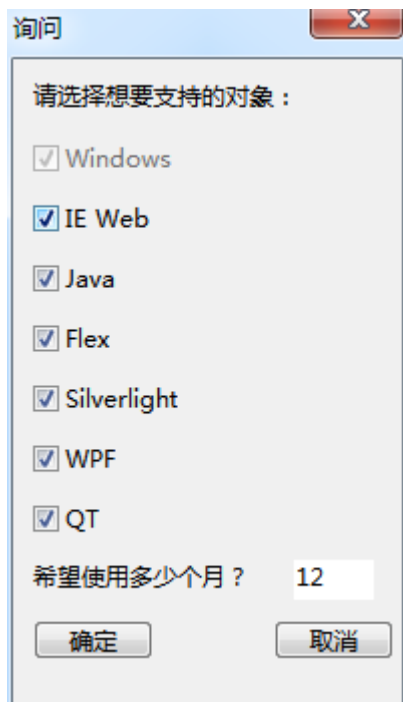 询问
请选择想要支持的对象：
Windows
IE Web
Java
Flex
Silverlight
WPF
QT
希望使用多少个月？ 12
确定 取消